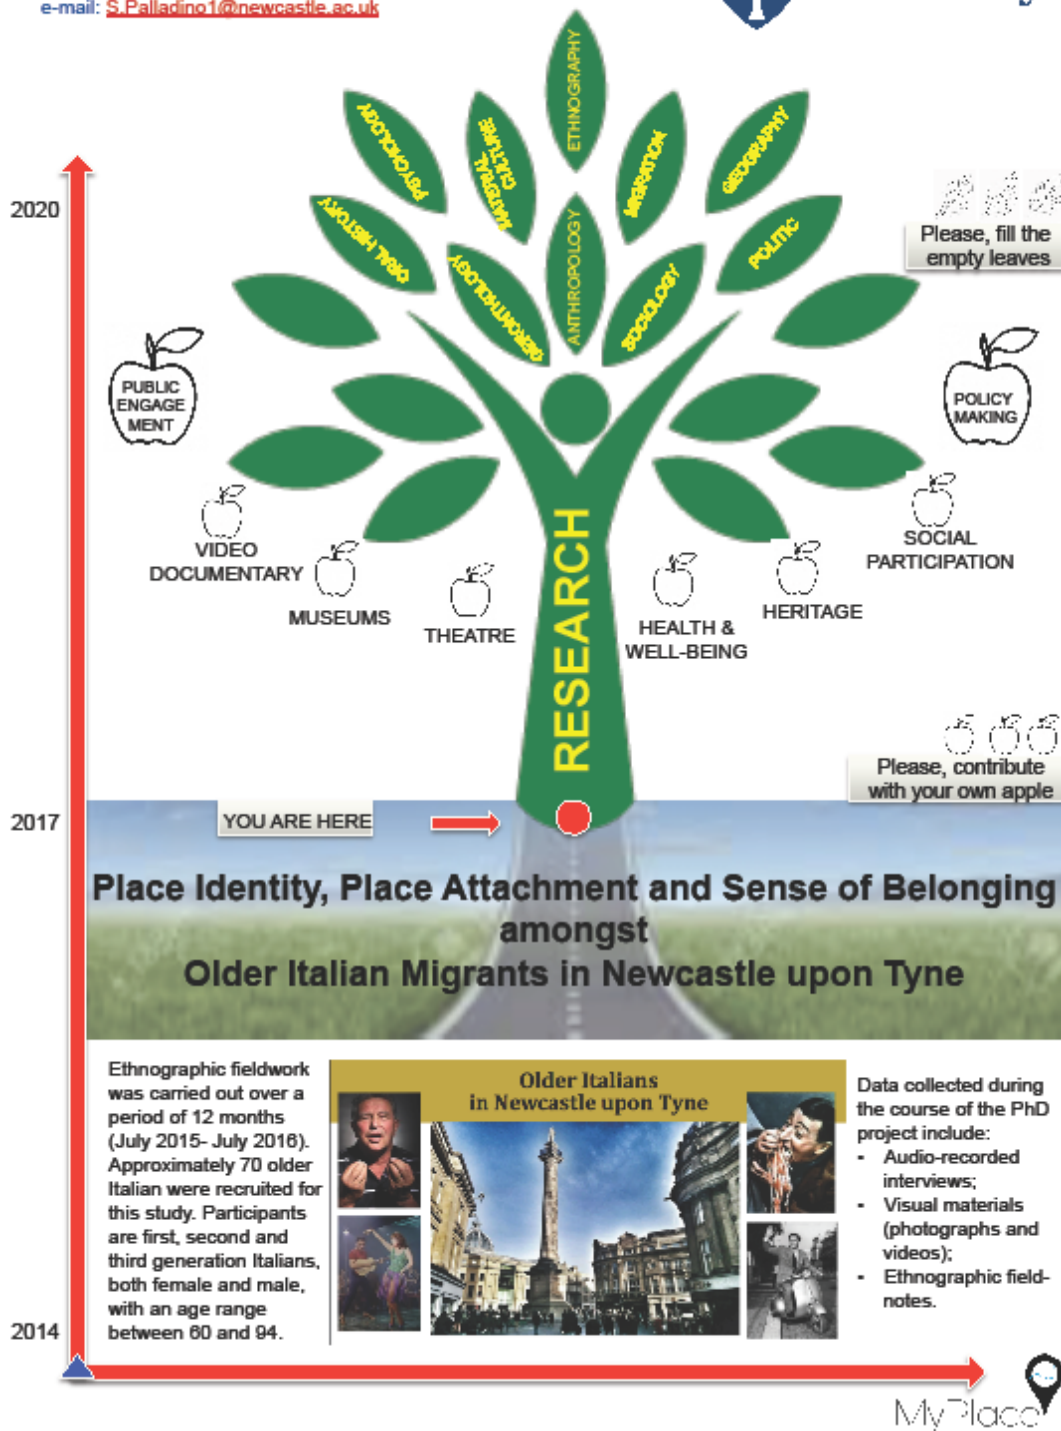 e-mail: S.Palladino1@newcastle.ac.uk
ETHNOGRAPHY
PSYCHOLOGY
MATERIAL
CULTURE
MIGRATION
GEOGRAPHY
2020
ORAL HISTORY
GERONTHOLOGY
ANTHROPOLOGY
SOCIOLOGY
POLITIC
Please, fill the
empty leaves
PUBLIC
ENGAGE
MENT
POLICY
MAKING
VIDEO
DOCUMENTARY
MUSEUMS
THEATRE
RESEARCH
HEALTH &
WELL-BEING
HERITAGE
SOCIAL
PARTICIPATION
Please, contribute
with your own apple
2017
YOU ARE HERE
Place Identity, Place Attachment and Sense of Belonging
amongst
Older Italian Migrants in Newcastle upon Tyne
Ethnographic fieldwork
was carried out over a
period of 12 months
(July 2015- July 2016).
Approximately 70 older
Italian were recruited for
this study. Participants
are first, second and
third generation Italians,
both female and male,
with an age range
between 60 and 94.
Older Italians
in Newcastle upon Tyne
Data collected during
the course of the PhD
project include:
- Audio-recorded
interviews;
- Visual materials
(photographs and
videos);
- Ethnographic field-
notes.
2014
MyPlace